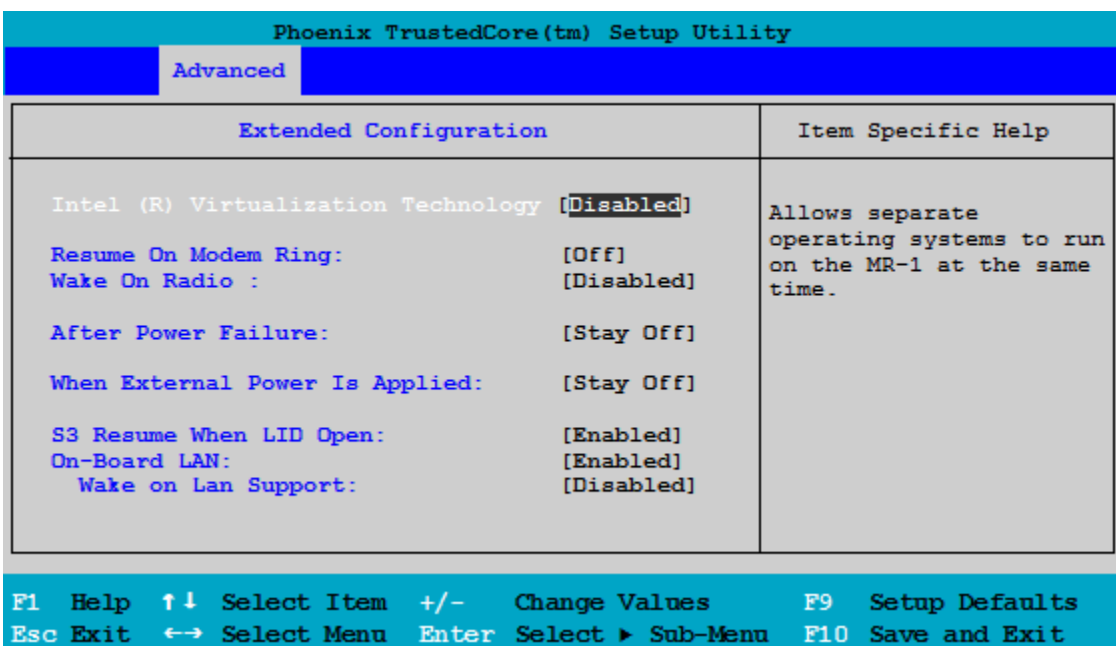 Phoenix TrustedCore(tm) Setup Utility
Advanced
Extended Configuration
Item Specific Help
Intel (R) Virtualization Technology [Disabled]
Resume On Modem Ring: [Off]
Wake On Radio : [Disabled]
After Power Failure: [Stay Off]
When External Power Is Applied: [Stay Off]
S3 Resume When LID Open: [Enabled]
On-Board LAN: [Enabled]
Wake on Lan Support: [Disabled]
Allows separate
operating systems to run
on the MR-1 at the same
time.
F1 Help ↑↓ Select Item +/- Change Values F9 Setup Defaults
Esc Exit ←→ Select Menu Enter Select ▶ Sub-Menu F10 Save and Exit